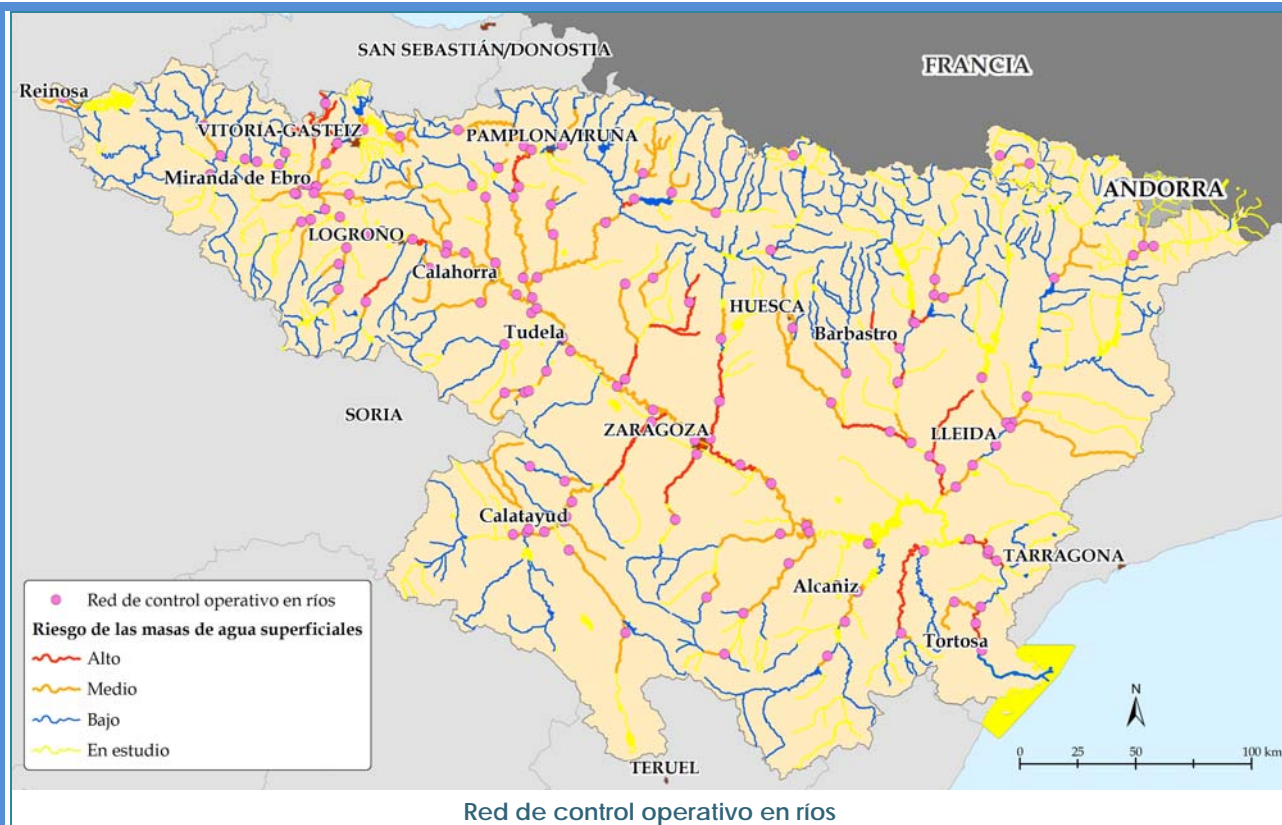 SAN SEBASTIÁN/DONOSTIA
FRANCIA
Reinosa
VITORIA-GASTEIZ
PAMPLONA/IRUÑA
Miranda de Ebro
ANDORRA
LOGROÑO
Calahorra
HUESCA
Tudela
Barbastro
SORIA
ZARAGOZA
LLEIDA
Calatayud
TARRAGONA
Alcañiz
Tortosa
TERUEL
Red de control operativo en ríos
Riesgo de las masas de agua superficiales
Alto
Medio
Bajo
En estudio
N
0 25 50 100 km
Red de control operativo en ríos